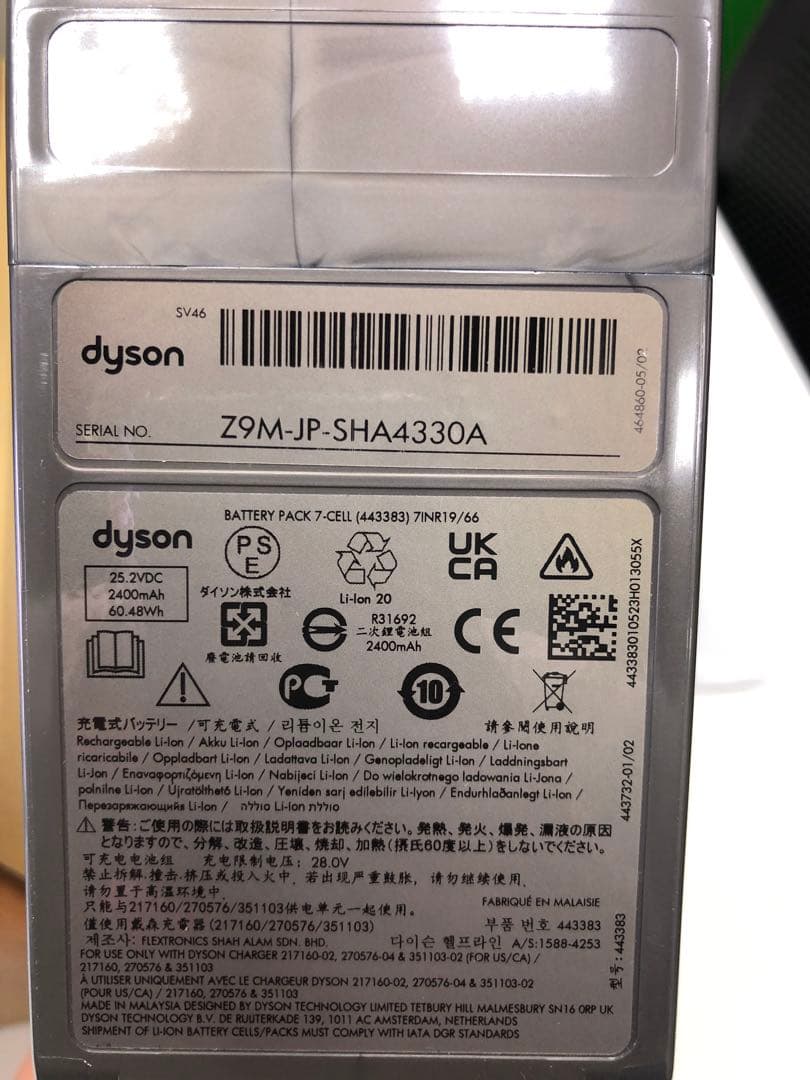 SV46
dyson
SERIAL NO. Z9M-JP-SHA4330A
464860-05/02
BATTERY PACK 7-CELL (443383) 7INR19/66
dyson
PS
E
UK
CA
25.2VDC
2400mAh
60.48Wh
ダイソン株式会社
Li-Ion 20
R31692
二次鋰電池組
2400mAh
CE
廢電池請回收
10
443383010523H013055X
充電式バッテリー /可充電式 / 리튬이온 전지 請參閱使用說明
Rechargeable Li-Ion / Akku Li-Ion / Oplaadbaar Li-Ion / Li-Ion recargeable / Li-Ione
ricaricabile / Oppladbart Li-Ion / Ladattava Li-Ion / Genopladeligt Li-Ion / Laddningsbart
Li-Jon / Επαναφορτιζόμενη Li-Ion / Nabíjecí Li-Ion / Do wielokrotnego ladowania Li-Jona /
polnilne Li-Ion / Újratölthető Li-Ion / Yeniden sarj edilebilir Li-Iyon / Endurhlaðanlegt Li-Ion /
Перезаряжающийя Li-Ion / סוללה Li-Ion סוללות
443732-01/02
警告:ご使用の際には取扱説明書をお読みください。発熱、発火、爆発、漏液の原因
となりますので、分解、改造、圧壊、焼却、加熱(摂氏60度以上)をしないでください。
可充电电池组 充电限制电压: 28.0V
禁止拆解,撞击,挤压或投入火中. 若出现严重鼓胀, 请勿继续使用.
请勿置于高温环境中.
只能与217160/270576/351103供电单元一起使用。
FABRIQUÉ EN MALAISIE
僅使用戴森充電器(217160/270576/351103)
부품 번호 443383
제조사: FLEXTRONICS SHAH ALAM SDN. BHD. 다이슨 헬프라인 A/S:1588-4253
FOR USE ONLY WITH DYSON CHARGER 217160-02, 270576-04 & 351103-02 (FOR US/CA) /
217160, 270576 & 351103
À UTILISER UNIQUEMENT AVEC LE CHARGEUR DYSON 217160-02, 270576-04 & 351103-02
(POUR US/CA) / 217160, 270576 & 351103
MADE IN MALAYSIA DESIGNED BY DYSON TECHNOLOGY LIMITED TETBURY HILL MALMESBURY SN16 0RP UK
DYSON TECHNOLOGY B.V. DE RUIJTERKADE 139, 1011 AC AMSTERDAM, NETHERLANDS
SHIPMENT OF LI-ION BATTERY CELLS/PACKS MUST COMPLY WITH IATA DGR STANDARDS
型号: 443383